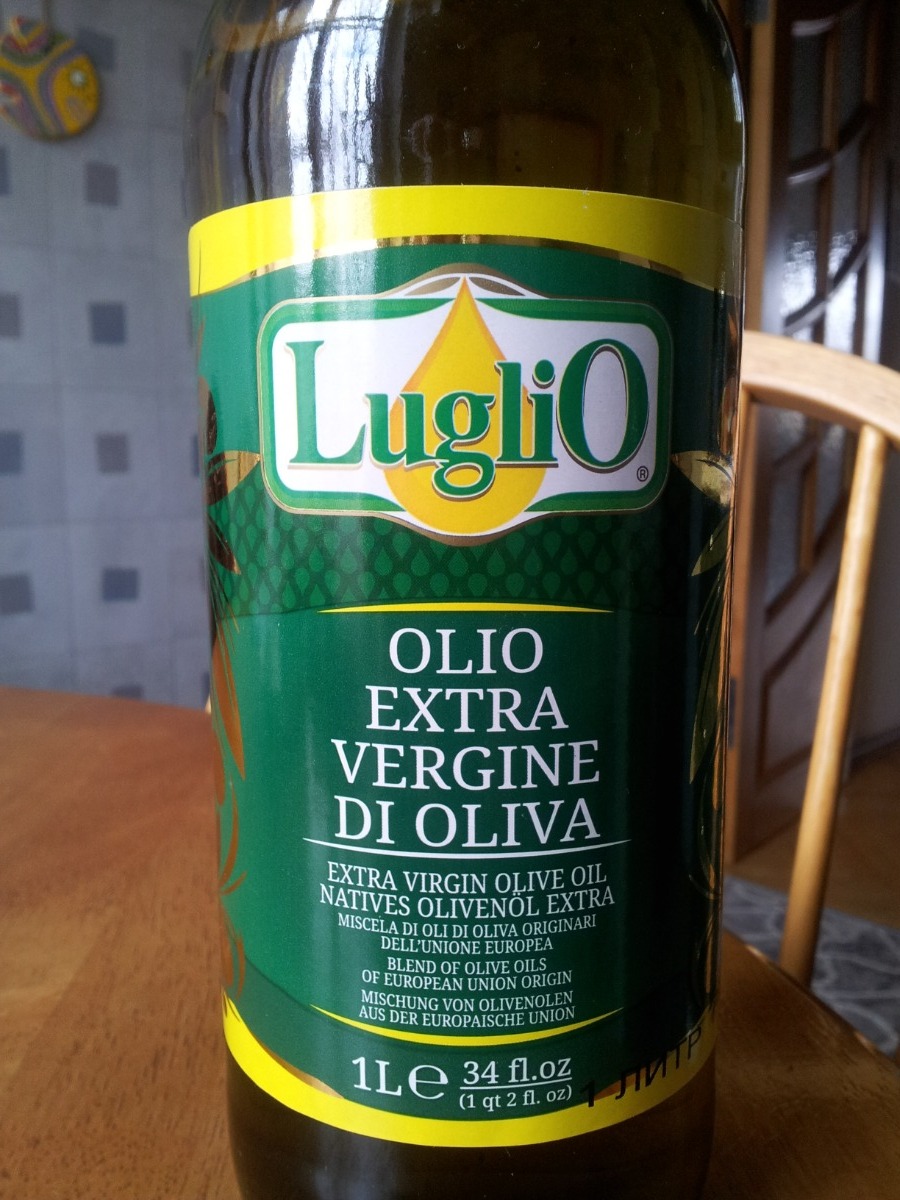 LugliO®
OLIO
EXTRA
VERGINE
DI OLIVA
EXTRA VIRGIN OLIVE OIL
NATIVES OLIVENÖL EXTRA
MISCELA DI OLI DI OLIVA ORIGINARI
DELL'UNIONE EUROPEA
BLEND OF OLIVE OILS
OF EUROPEAN UNION ORIGIN
MISCHUNG VON OLIVENOLEN
AUS DER EUROPAISCHE UNION
1L℮ 34 fl.oz
(1 qt 2 fl. oz)
1 ЛИТР